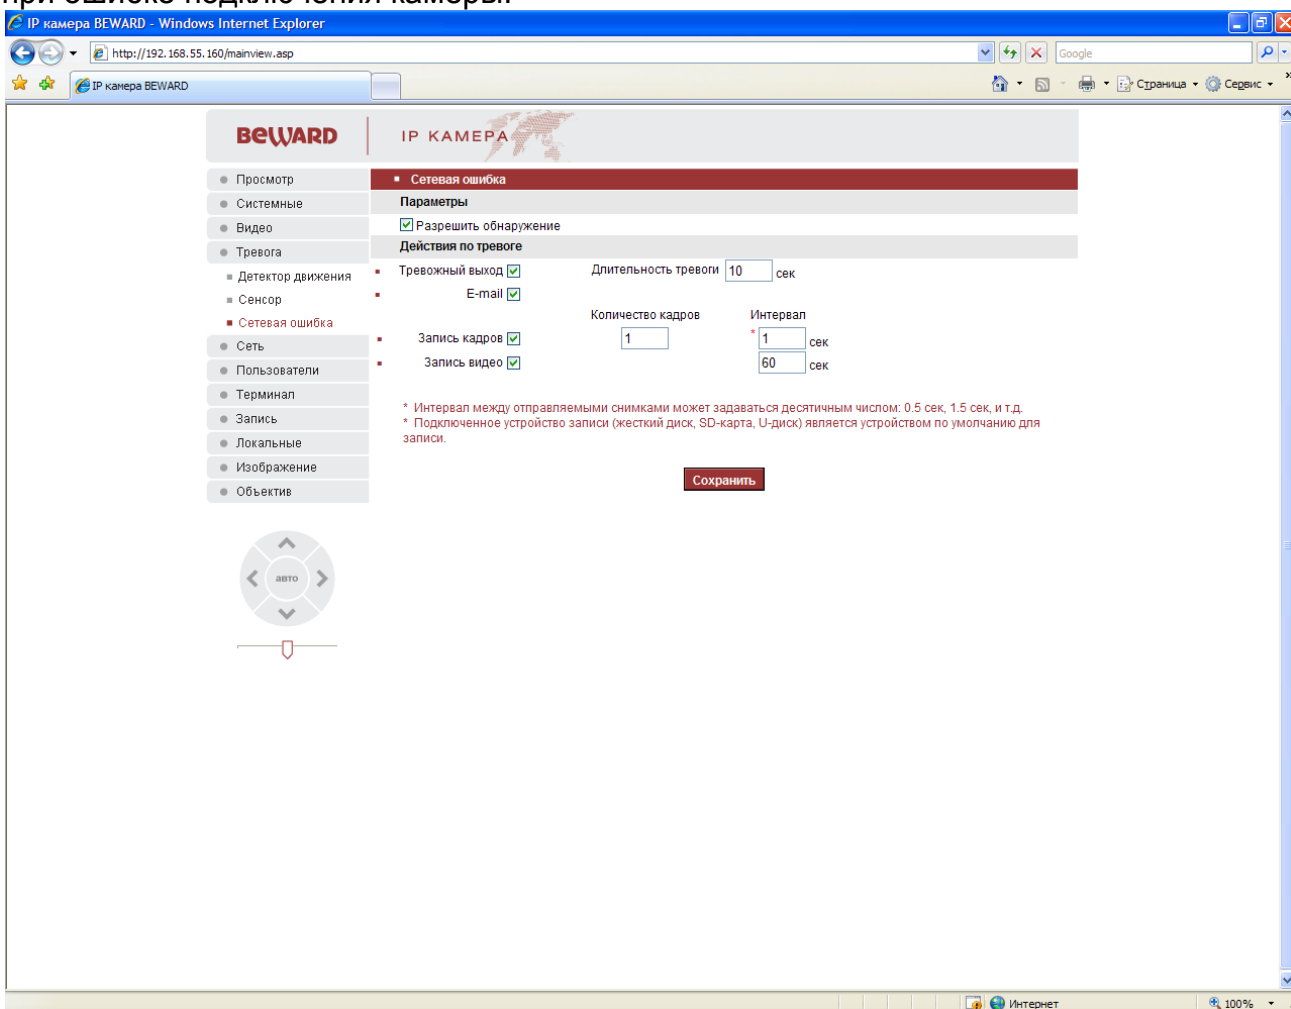 при ошибке подключения камеры.
IP камера BEWARD - Windows Internet Explorer
http://192.168.55.160/mainview.asp
Google
IP камера BEWARD
Страница
Сервис
BEWARD
IP КАМЕРА
Просмотр
Системные
Видео
Тревога
Детектор движения
Сенсор
Сетевая ошибка
Сеть
Пользователи
Терминал
Запись
Локальные
Изображение
Объектив
авто
Сетевая ошибка
Параметры
Разрешить обнаружение
Действия по тревоге
Тревожный выход Длительность тревоги 10 сек
E-mail
Количество кадров Интервал
Запись кадров 1 * 1 сек
Запись видео 60 сек
* Интервал между отправляемыми снимками может задаваться десятичным числом: 0.5 сек, 1.5 сек, и т.д.
* Подключенное устройство записи (жесткий диск, SD-карта, U-диск) является устройством по умолчанию для
записи.
Сохранить
Интернет
100%